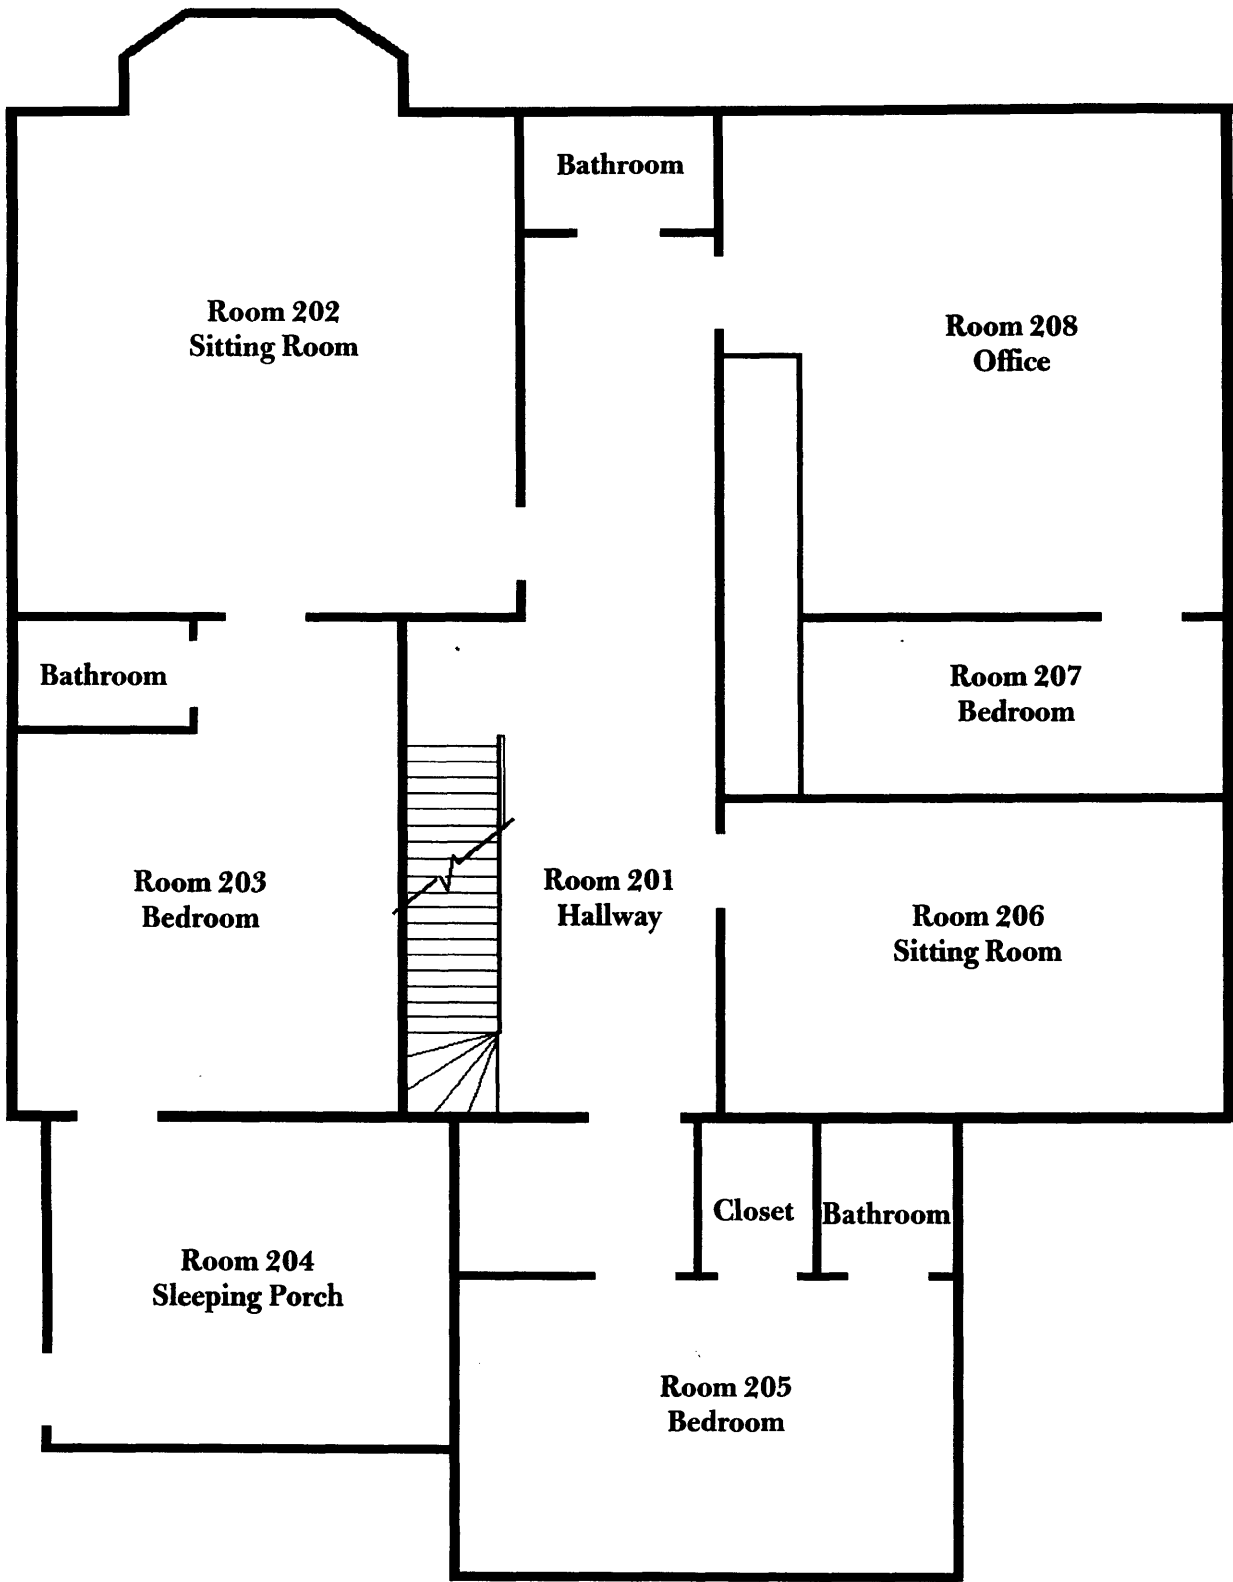 Bathroom
Room 202
Sitting Room
Room 208
Office
Bathroom
Room 207
Bedroom
Room 203
Bedroom
Room 201
Hallway
Room 206
Sitting Room
Closet
Bathroom
Room 204
Sleeping Porch
Room 205
Bedroom